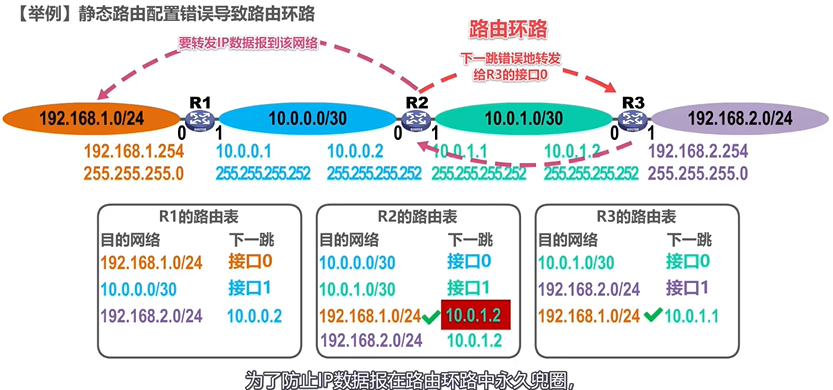 【举例】静态路由配置错误导致路由环路
路由环路
要转发IP数据报到该网络
下一跳错误地转发
给R3的接口0
R1 R2 R3
192.168.1.0/24 10.0.0.0/30 10.0.1.0/30 192.168.2.0/24
0 1 0 1 0 1
192.168.1.254 10.0.0.1 10.0.0.2 10.0.1.1 10.0.1.2 192.168.2.254
255.255.255.0 255.255.255.252 255.255.255.252 255.255.255.252 255.255.255.252 255.255.255.0
R1的路由表
目的网络 下一跳
192.168.1.0/24 接口0
10.0.0.0/30 接口1
192.168.2.0/24 10.0.0.2
R2的路由表
目的网络 下一跳
10.0.0.0/30 接口0
10.0.1.0/30 接口1
192.168.1.0/24 10.0.1.2
192.168.2.0/24 10.0.1.2
R3的路由表
目的网络 下一跳
10.0.1.0/30 接口0
192.168.2.0/24 接口1
192.168.1.0/24 10.0.1.1
为了防止IP数据报在路由环路中永久兜圈，